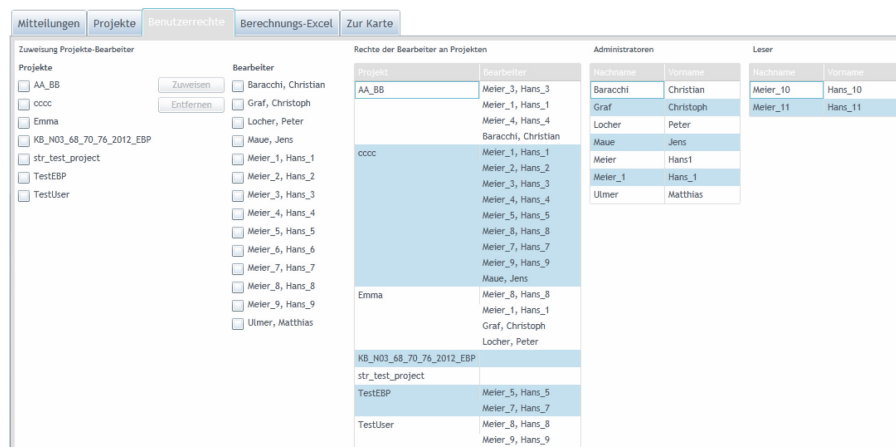 Mitteilungen Projekte Benutzerrechte Berechnungs-Excel Zur Karte
Zuweisung Projekte-Bearbeiter
Projekte
AA_BB
cccc
Emma
KB_N03_68_70_76_2012_EBP
str_test_project
TestEBP
TestUser
Zuweisen
Entfernen
Bearbeiter
Baracchi, Christian
Graf, Christoph
Locher, Peter
Maue, Jens
Meier_1, Hans_1
Meier_2, Hans_2
Meier_3, Hans_3
Meier_4, Hans_4
Meier_5, Hans_5
Meier_6, Hans_6
Meier_7, Hans_7
Meier_8, Hans_8
Meier_9, Hans_9
Ulmer, Matthias
Rechte der Bearbeiter an Projekten
Projekt Bearbeiter
AA_BB Meier_3, Hans_3
Meier_1, Hans_1
Meier_4, Hans_4
Baracchi, Christian
cccc Meier_1, Hans_1
Meier_2, Hans_2
Meier_3, Hans_3
Meier_4, Hans_4
Meier_5, Hans_5
Meier_8, Hans_8
Meier_7, Hans_7
Meier_9, Hans_9
Maue, Jens
Emma Meier_8, Hans_8
Meier_1, Hans_1
Graf, Christoph
Locher, Peter
KB_N03_68_70_76_2012_EBP
str_test_project
TestEBP Meier_5, Hans_5
Meier_7, Hans_7
TestUser Meier_8, Hans_8
Meier_9, Hans_9
Administratoren
Nachname Vorname
Baracchi Christian
Graf Christoph
Locher Peter
Maue Jens
Meier Hans1
Meier_1 Hans_1
Ulmer Matthias
Leser
Nachname Vorname
Meier_10 Hans_10
Meier_11 Hans_11